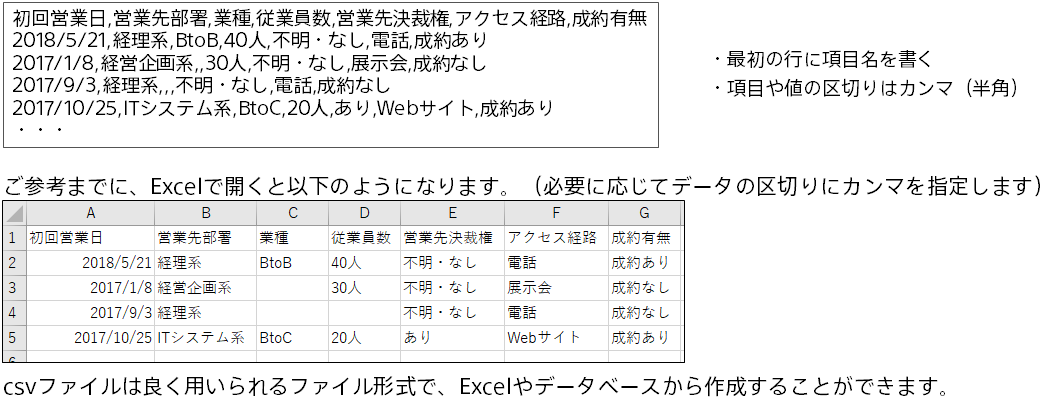 初回営業日,営業先部署,業種,従業員数,営業先決裁権,アクセス経路,成約有無
2018/5/21,経理系,BtoB,40人,不明・なし,電話,成約あり
2017/1/8,経営企画系,,30人,不明・なし,展示会,成約なし
2017/9/3,経理系,,,不明・なし,電話,成約なし
2017/10/25,ITシステム系,BtoC,20人,あり,Webサイト,成約あり
・・・
・最初の行に項目名を書く
・項目や値の区切りはカンマ（半角）
ご参考までに、Excelで開くと以下のようになります。（必要に応じてデータの区切りにカンマを指定します）
A B C D E F G
1 初回営業日 営業先部署 業種 従業員数 営業先決裁権 アクセス経路 成約有無
2 2018/5/21 経理系 BtoB 40人 不明・なし 電話 成約あり
3 2017/1/8 経営企画系 30人 不明・なし 展示会 成約なし
4 2017/9/3 経理系 不明・なし 電話 成約なし
5 2017/10/25 ITシステム系 BtoC 20人 あり Webサイト 成約あり
csvファイルは良く用いられるファイル形式で、Excelやデータベースから作成することができます。